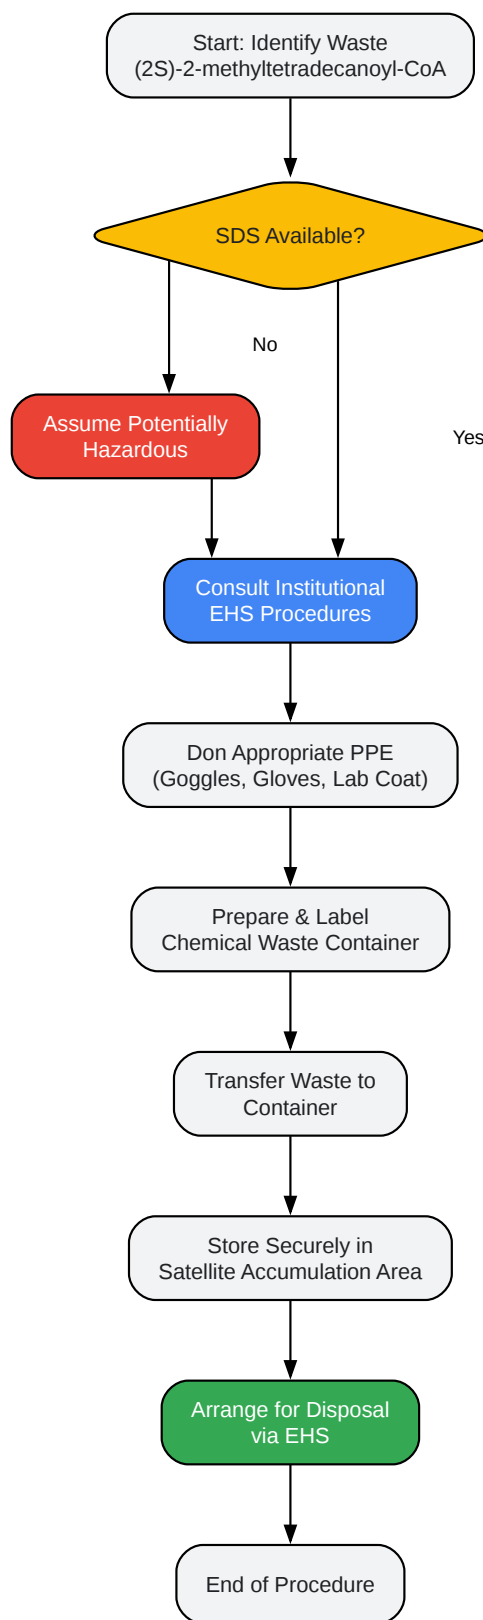 Start: Identify Waste
(2S)-2-methyltetradecanoyl-CoA
SDS Available?
No
Assume Potentially
Hazardous
Yes
Consult Institutional
EHS Procedures
Don Appropriate PPE
(Goggles, Gloves, Lab Coat)
Prepare & Label
Chemical Waste Container
Transfer Waste to
Container
Store Securely in
Satellite Accumulation Area
Arrange for Disposal
via EHS
End of Procedure